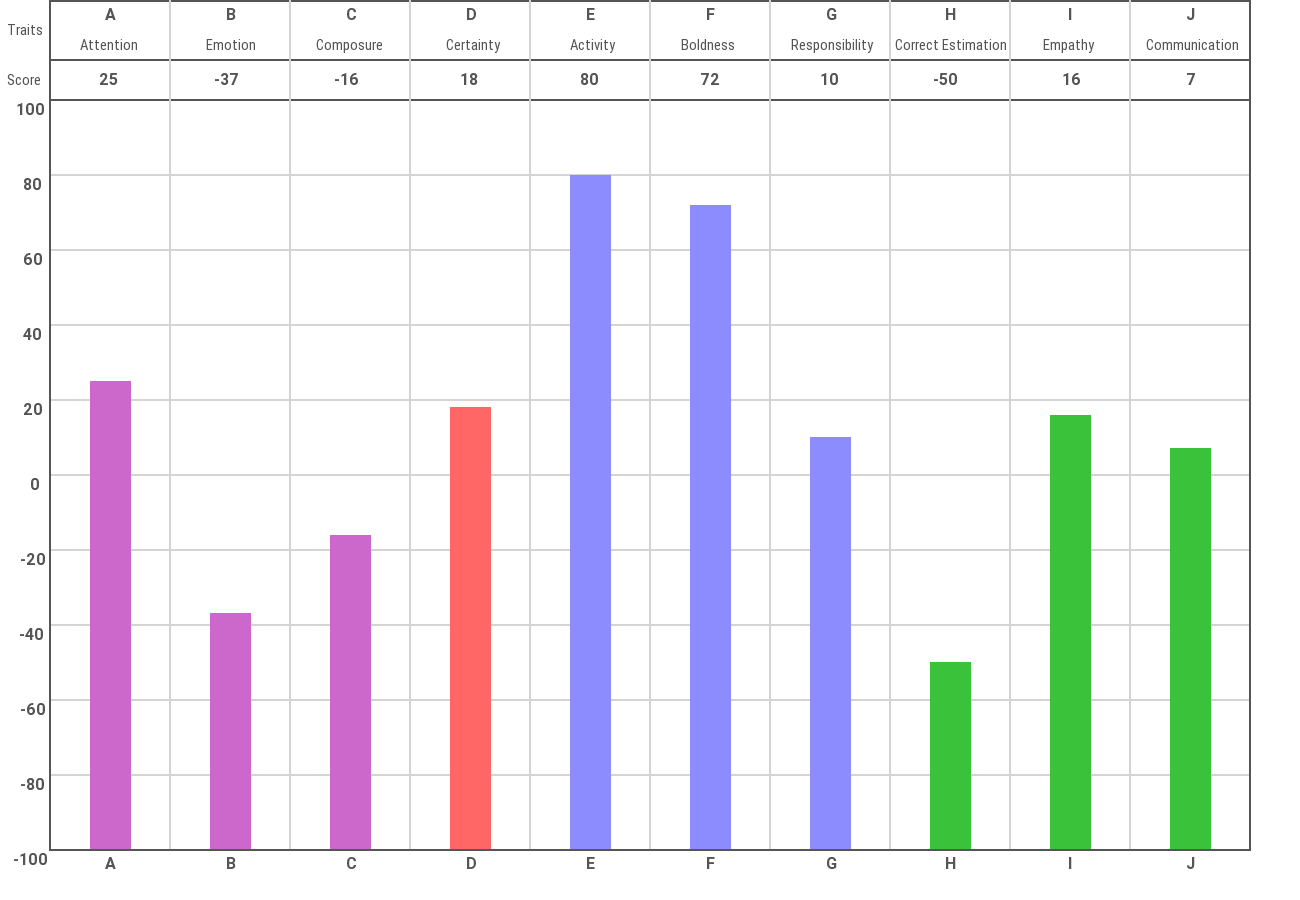 A B C D E F G H I J
Traits
Attention Emotion Composure Certainty Activity Boldness Responsibility Correct Estimation Empathy Communication
Score 25 -37 -16 18 80 72 10 -50 16 7
100
80
60
40
20
0
-20
-40
-60
-80
-100
A B C D E F G H I J